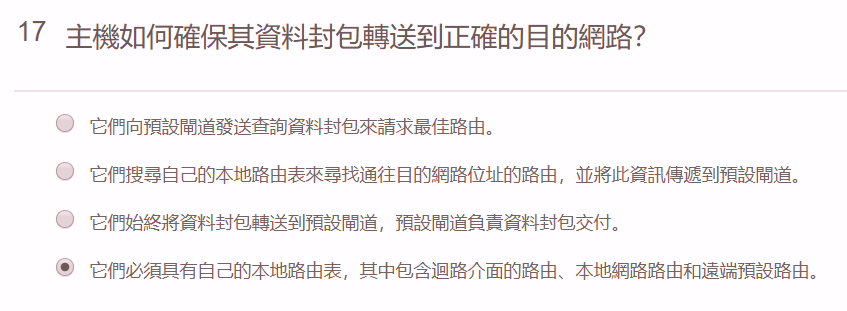 17 主機如何確保其資料封包轉送到正確的目的網路?
它們向預設閘道發送查詢資料封包來請求最佳路由。
它們搜尋自己的本地路由表來尋找通往目的網路位址的路由，並將此資訊傳遞到預設閘道。
它們始終將資料封包轉送到預設閘道，預設閘道負責資料封包交付。
它們必須具有自己的本地路由表，其中包含迴路介面的路由、本地網路路由和遠端預設路由。